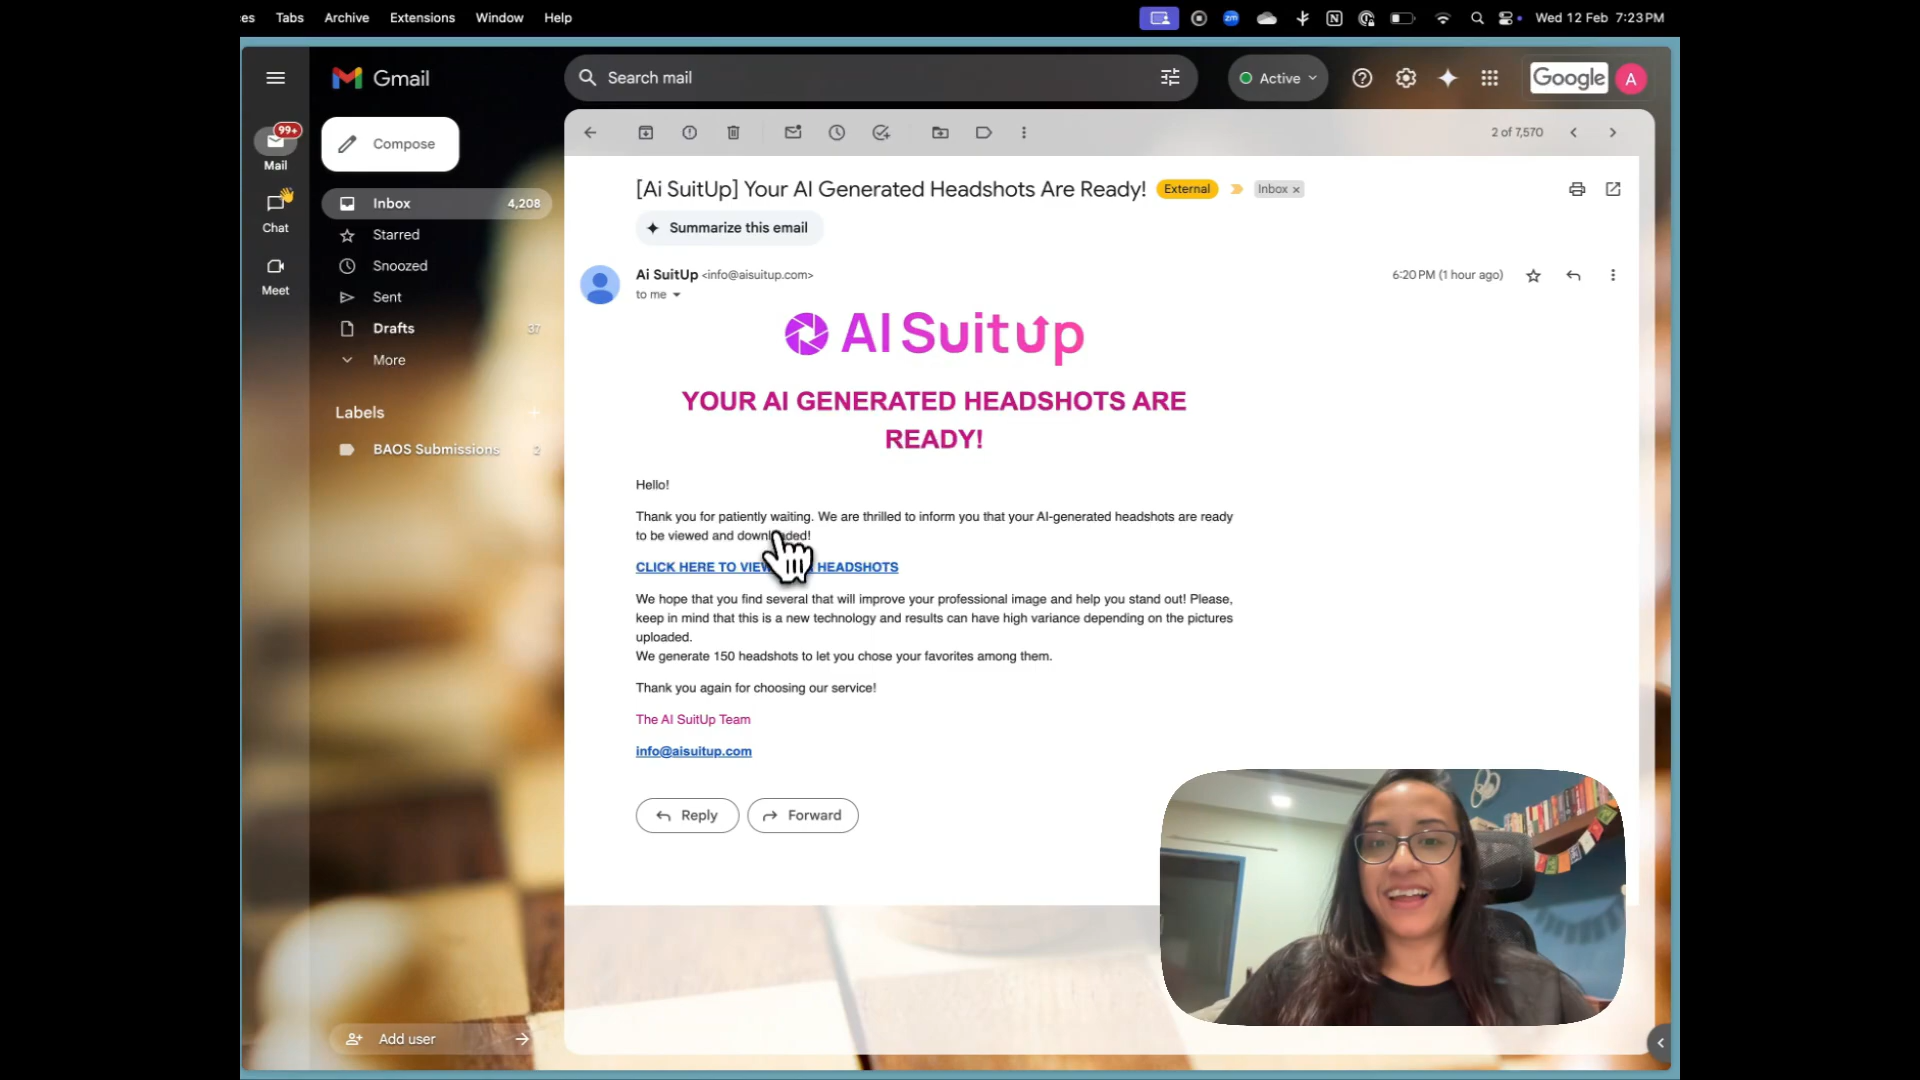 es Tabs Archive Extensions Window Help
Wed 12 Feb 7:23 PM
Gmail
Search mail
Active
Google
A
99+
Mail
Chat
Meet
Compose
Inbox 4,208
Starred
Snoozed
Sent
Drafts 37
More
Labels
BAOS Submissions 2
Add user
2 of 7,570
[Ai SuitUp] Your AI Generated Headshots Are Ready! External Inbox ×
Summarize this email
Ai SuitUp <info@aisuitup.com>
6:20 PM (1 hour ago)
to me
AI SuitUp
YOUR AI GENERATED HEADSHOTS ARE
READY!
Hello!
Thank you for patiently waiting. We are thrilled to inform you that your AI-generated headshots are ready
to be viewed and downloaded!
CLICK HERE TO VIEW HEADSHOTS
We hope that you find several that will improve your professional image and help you stand out! Please,
keep in mind that this is a new technology and results can have high variance depending on the pictures
uploaded.
We generate 150 headshots to let you chose your favorites among them.
Thank you again for choosing our service!
The AI SuitUp Team
info@aisuitup.com
Reply
Forward